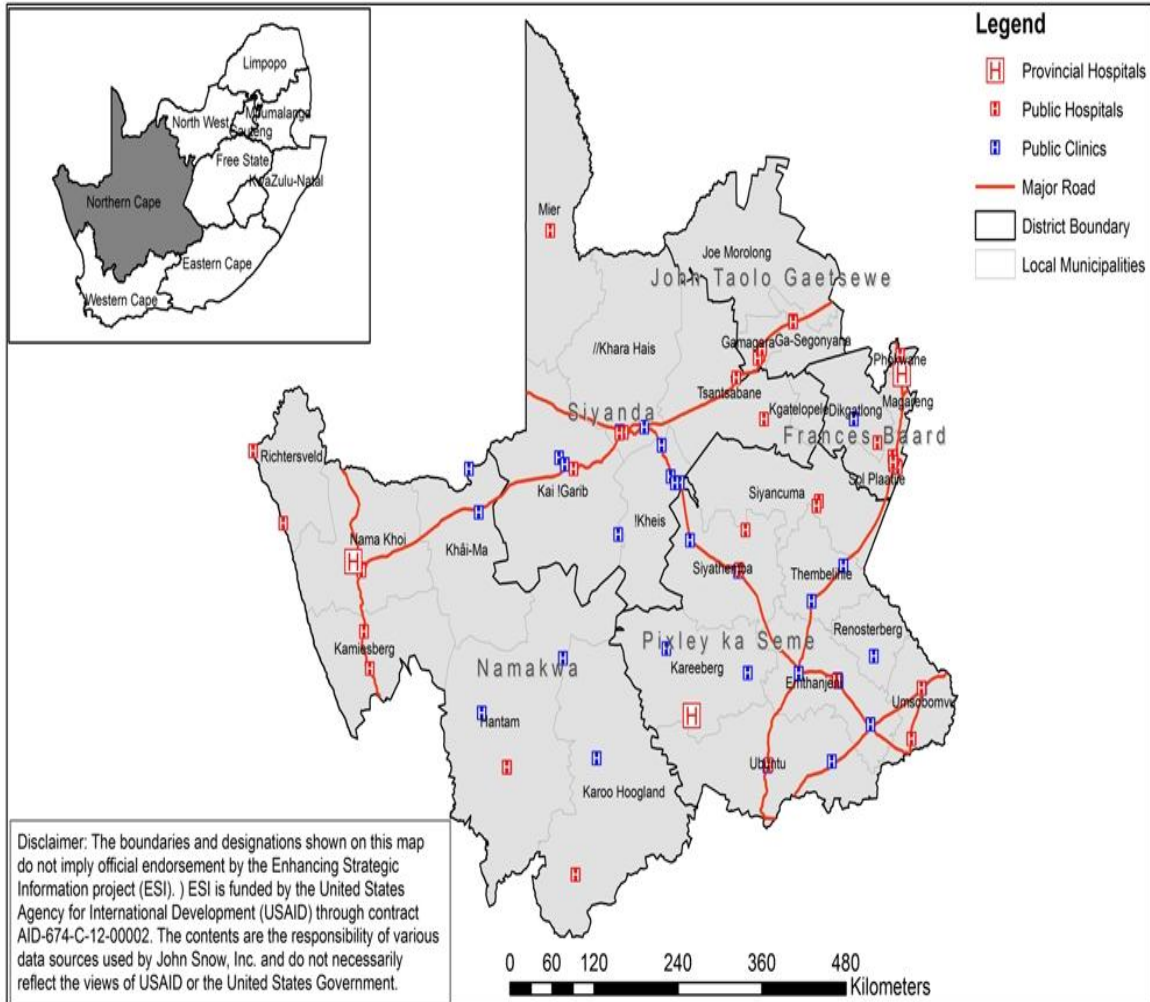 Limpopo
Mpumalanga
North West
Gauteng
Free State
KwaZulu-Natal
Northern Cape
Eastern Cape
Western Cape
Legend
H Provincial Hospitals
H Public Hospitals
H Public Clinics
Major Road
District Boundary
Local Municipalities
Mier
Joe Morolong
John Taolo Gaetsewe
//Khara Hais
Gamagara
Ga-Segonyana
Phokwane
Tsantsabane
Kgatelopele
Dikgatlong
Magareng
Siyanda
Frances Baard
Richtersveld
Kai !Garib
Sol Plaatje
Siyancuma
Nama Khoi
Khâi-Ma
!Kheis
Siyathemba
Thembelihle
Renosterberg
Pixley ka Seme
Kamiesberg
Namakwa
Kareeberg
Emthanjeni
Umsobomvu
Hantam
Ubuntu
Karoo Hoogland
Disclaimer: The boundaries and designations shown on this map
do not imply official endorsement by the Enhancing Strategic
Information project (ESI). ) ESI is funded by the United States
Agency for International Development (USAID) through contract
AID-674-C-12-00002. The contents are the responsibility of various
data sources used by John Snow, Inc. and do not necessarily
reflect the views of USAID or the United States Government.
0 60 120 240 360 480
Kilometers